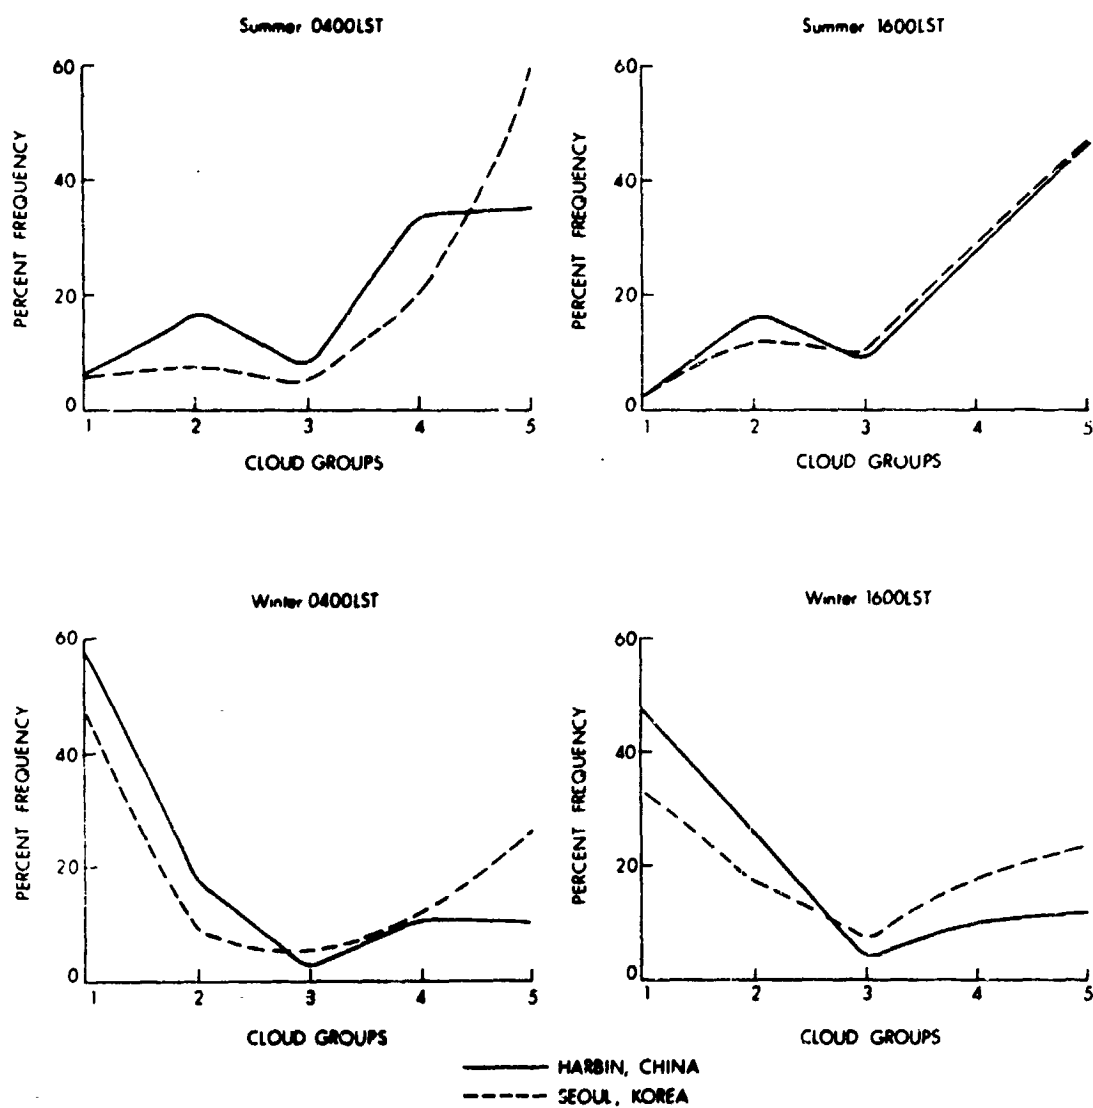 Summer 0400LST
60
40
20
0
PERCENT FREQUENCY
1 2 3 4 5
CLOUD GROUPS
Summer 1600LST
60
40
20
0
PERCENT FREQUENCY
1 2 3 4 5
CLOUD GROUPS
Winter 0400LST
60
40
20
0
PERCENT FREQUENCY
1 2 3 4 5
CLOUD GROUPS
Winter 1600LST
60
40
20
0
PERCENT FREQUENCY
1 2 3 4 5
CLOUD GROUPS
HARBIN, CHINA
SEOUL, KOREA